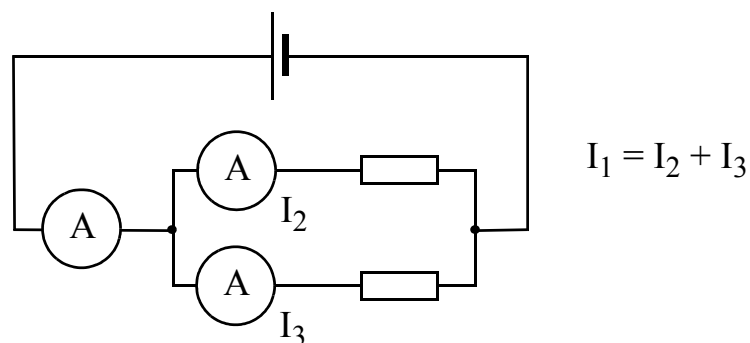 A
I₂
I₁ = I₂ + I₃
A
A
I₃